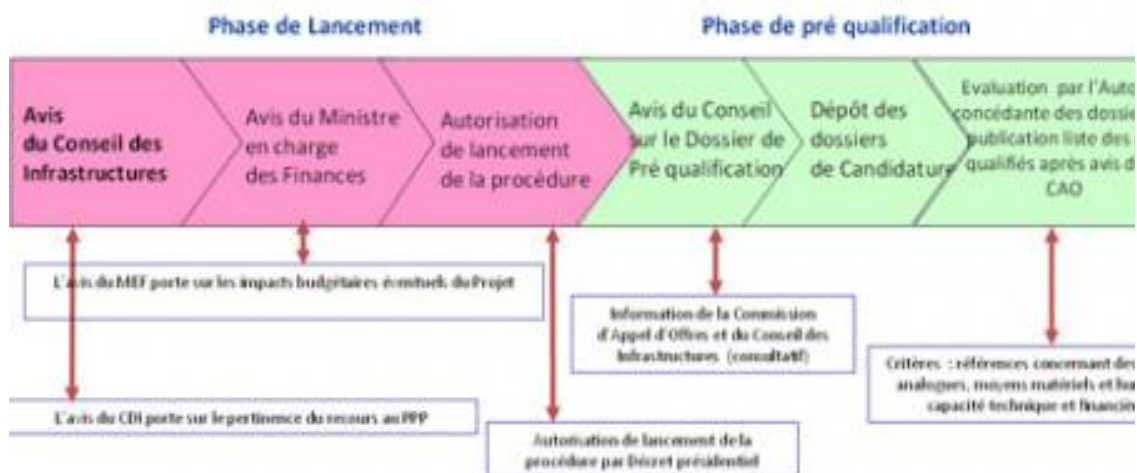 Phase de Lancement
Phase de pré qualification
Avis
du Conseil des
Infrastructures
Avis du Ministre
en charge
des Finances
Autorisation
de lancement
de la procédure
Avis du Conseil
sur le Dossier de
Pré qualification
Dépôt des
dossiers
de Candidature
Evaluation par l'Auto
concédante des dossie
publication liste des
qualifiés après avis d
CAO
L'avis du MEF porte sur les impacts budgétaires éventuels du Projet
Information de la Commission
d'Appel d'Offres et du Conseil des
Infrastructures (consultatif)
Critères : références concernant des
analogues, moyens matériels et hu
capacité technique et financiè
L'avis du CDI porte sur le pertinence du recours au PPP
Autorisation de lancement de la
procédure par Décret présidentiel